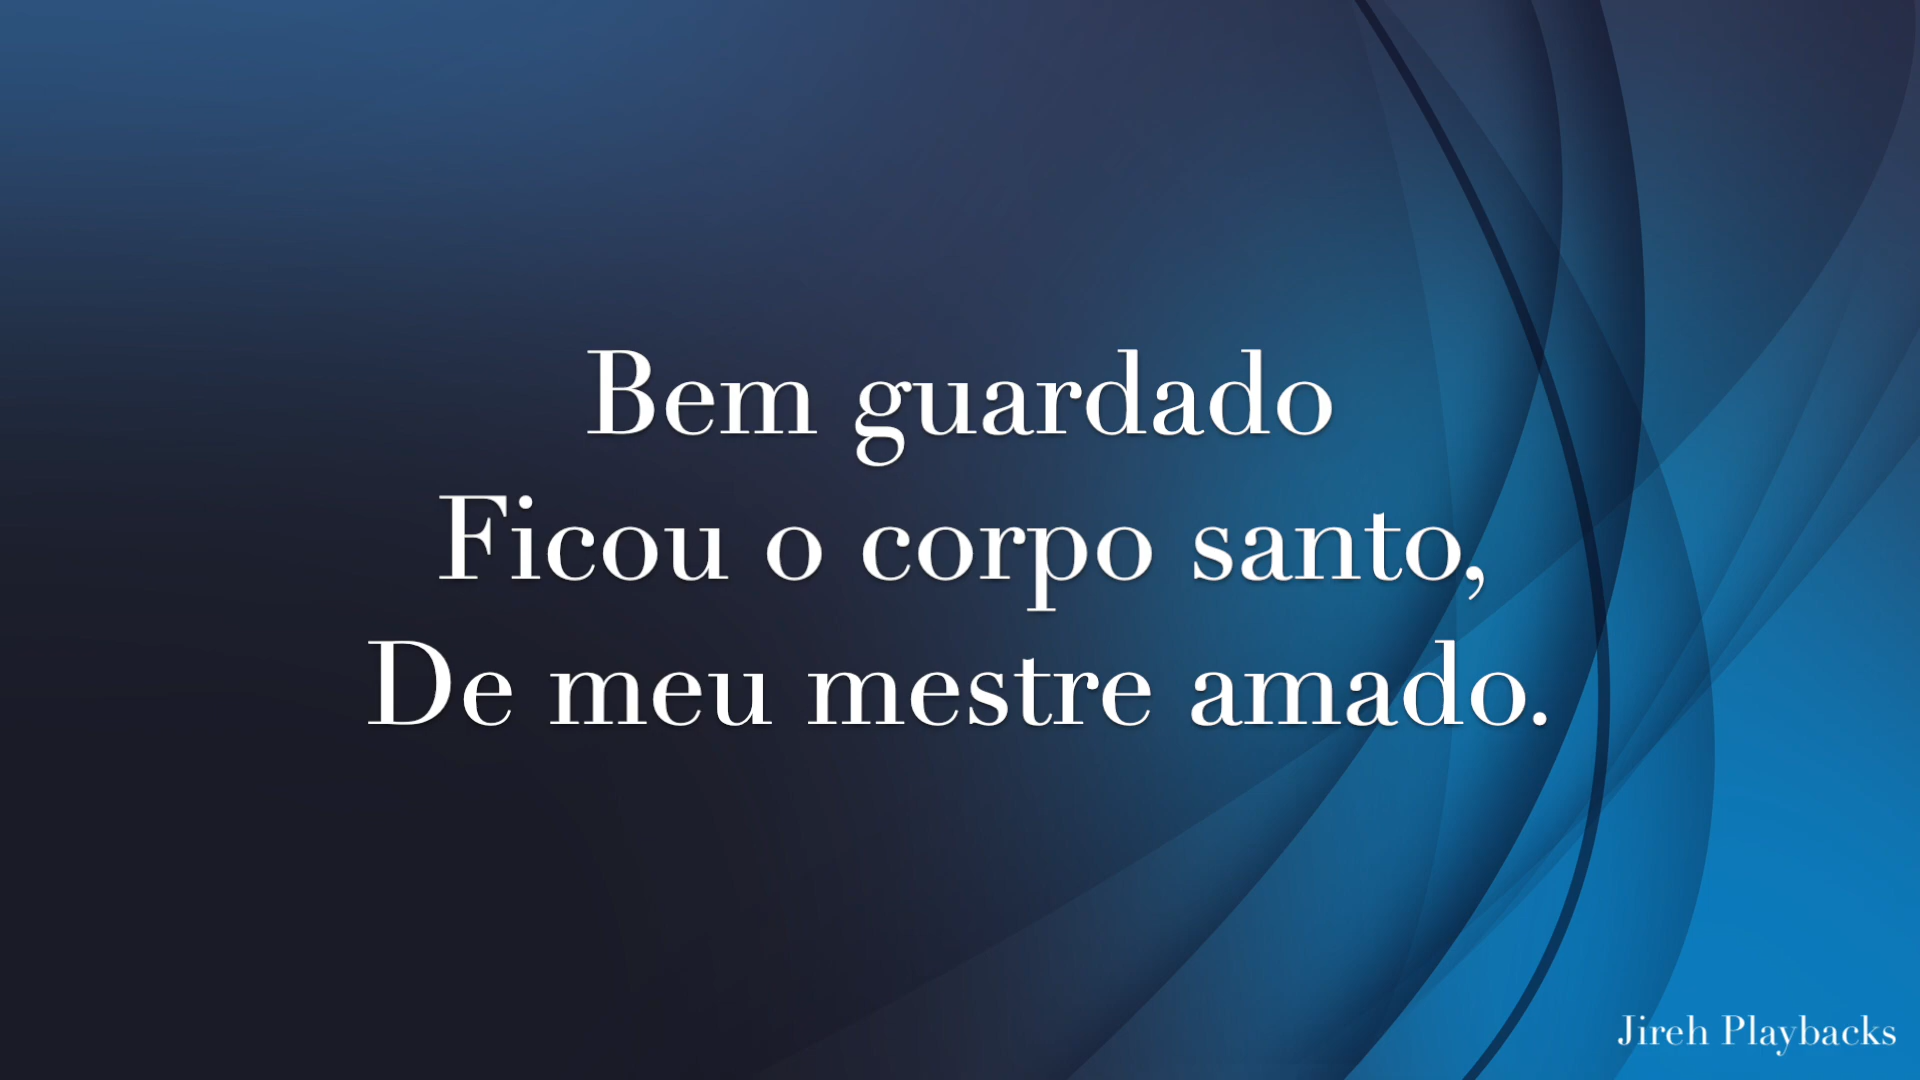 Bem guardado
Ficou o corpo santo,
De meu mestre amado.
Jireh Playbacks